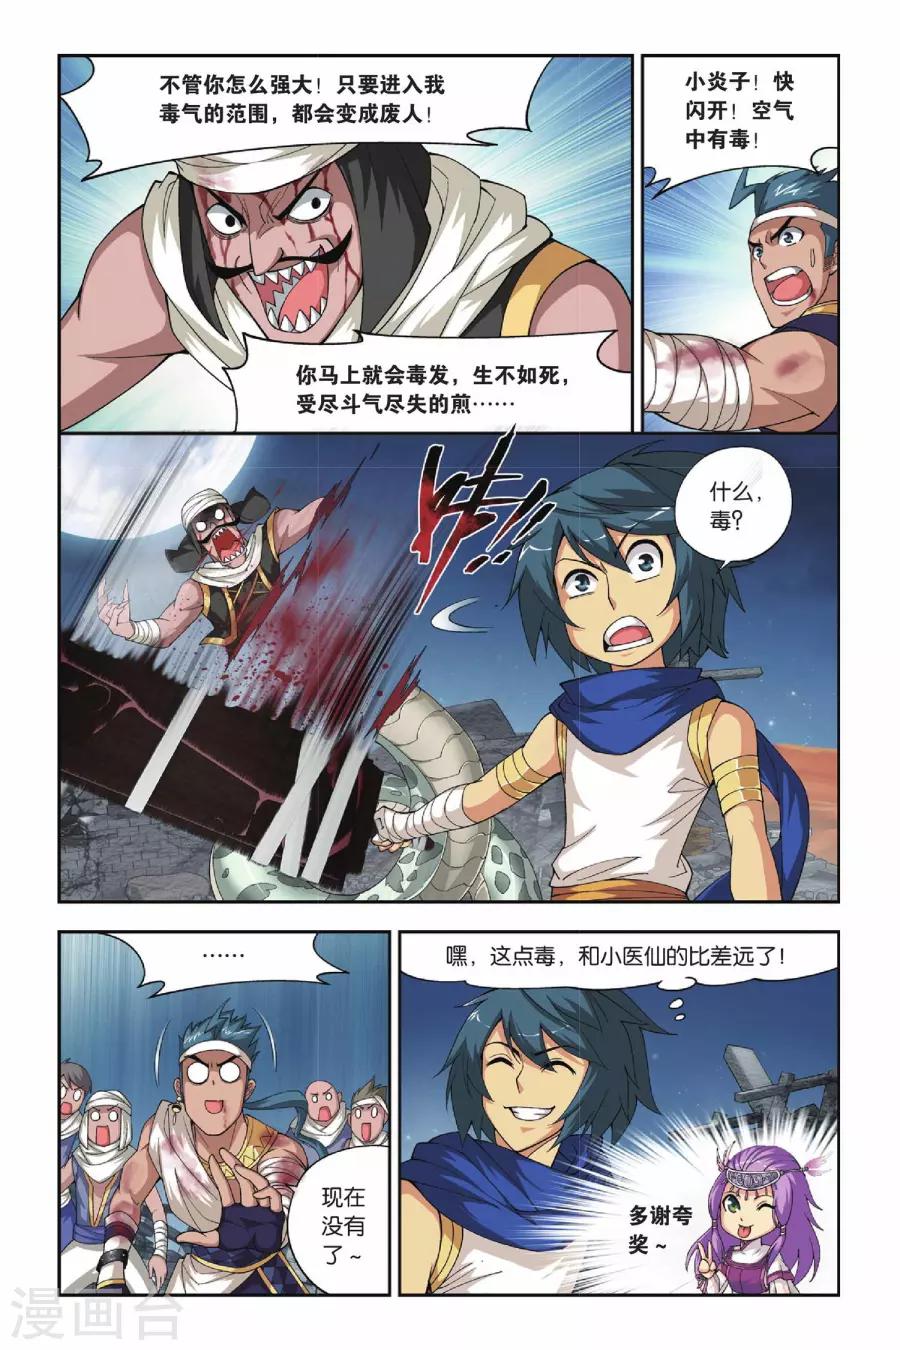 不管你怎么强大！只要进入我
毒气的范围，都会变成废人！
小炎子！快
闪开！空气
中有毒！
你马上就会毒发，生不如死，
受尽斗气尽失的煎……
什么，
毒？
……
现在
没有
了～
嘿，这点毒，和小医仙的比差远了！
多谢夸
奖～
漫画台